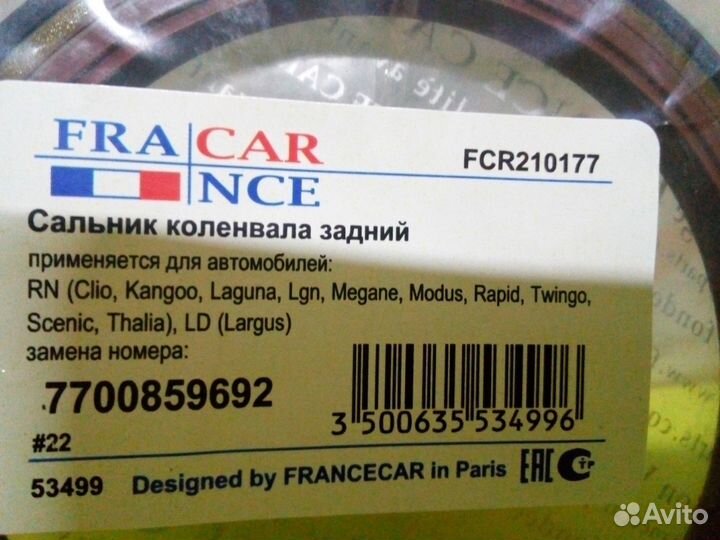 FRA CAR
NCE
FCR210177
Сальник коленвала задний
применяется для автомобилей:
RN (Clio, Kangoo, Laguna, Lgn, Megane, Modus, Rapid, Twingo,
Scenic, Thalia), LD (Largus)
замена номера:
7700859692
3 500635 534996
#22
53499 Designed by FRANCECAR in Paris EAC
Avito